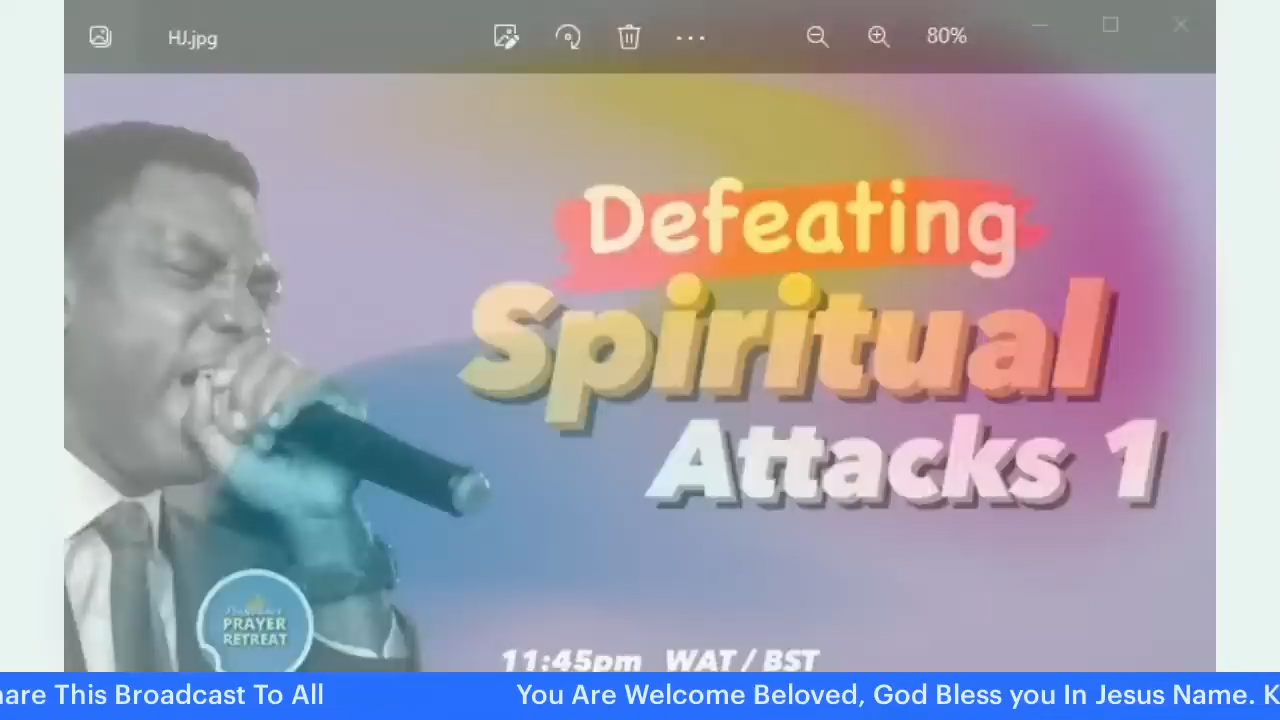 HJ.jpg
80%
Defeating
Spiritual
Attacks 1
PRAYER
RETREAT
11:45pm WAT / BST
hare This Broadcast To All You Are Welcome Beloved, God Bless you In Jesus Name. K